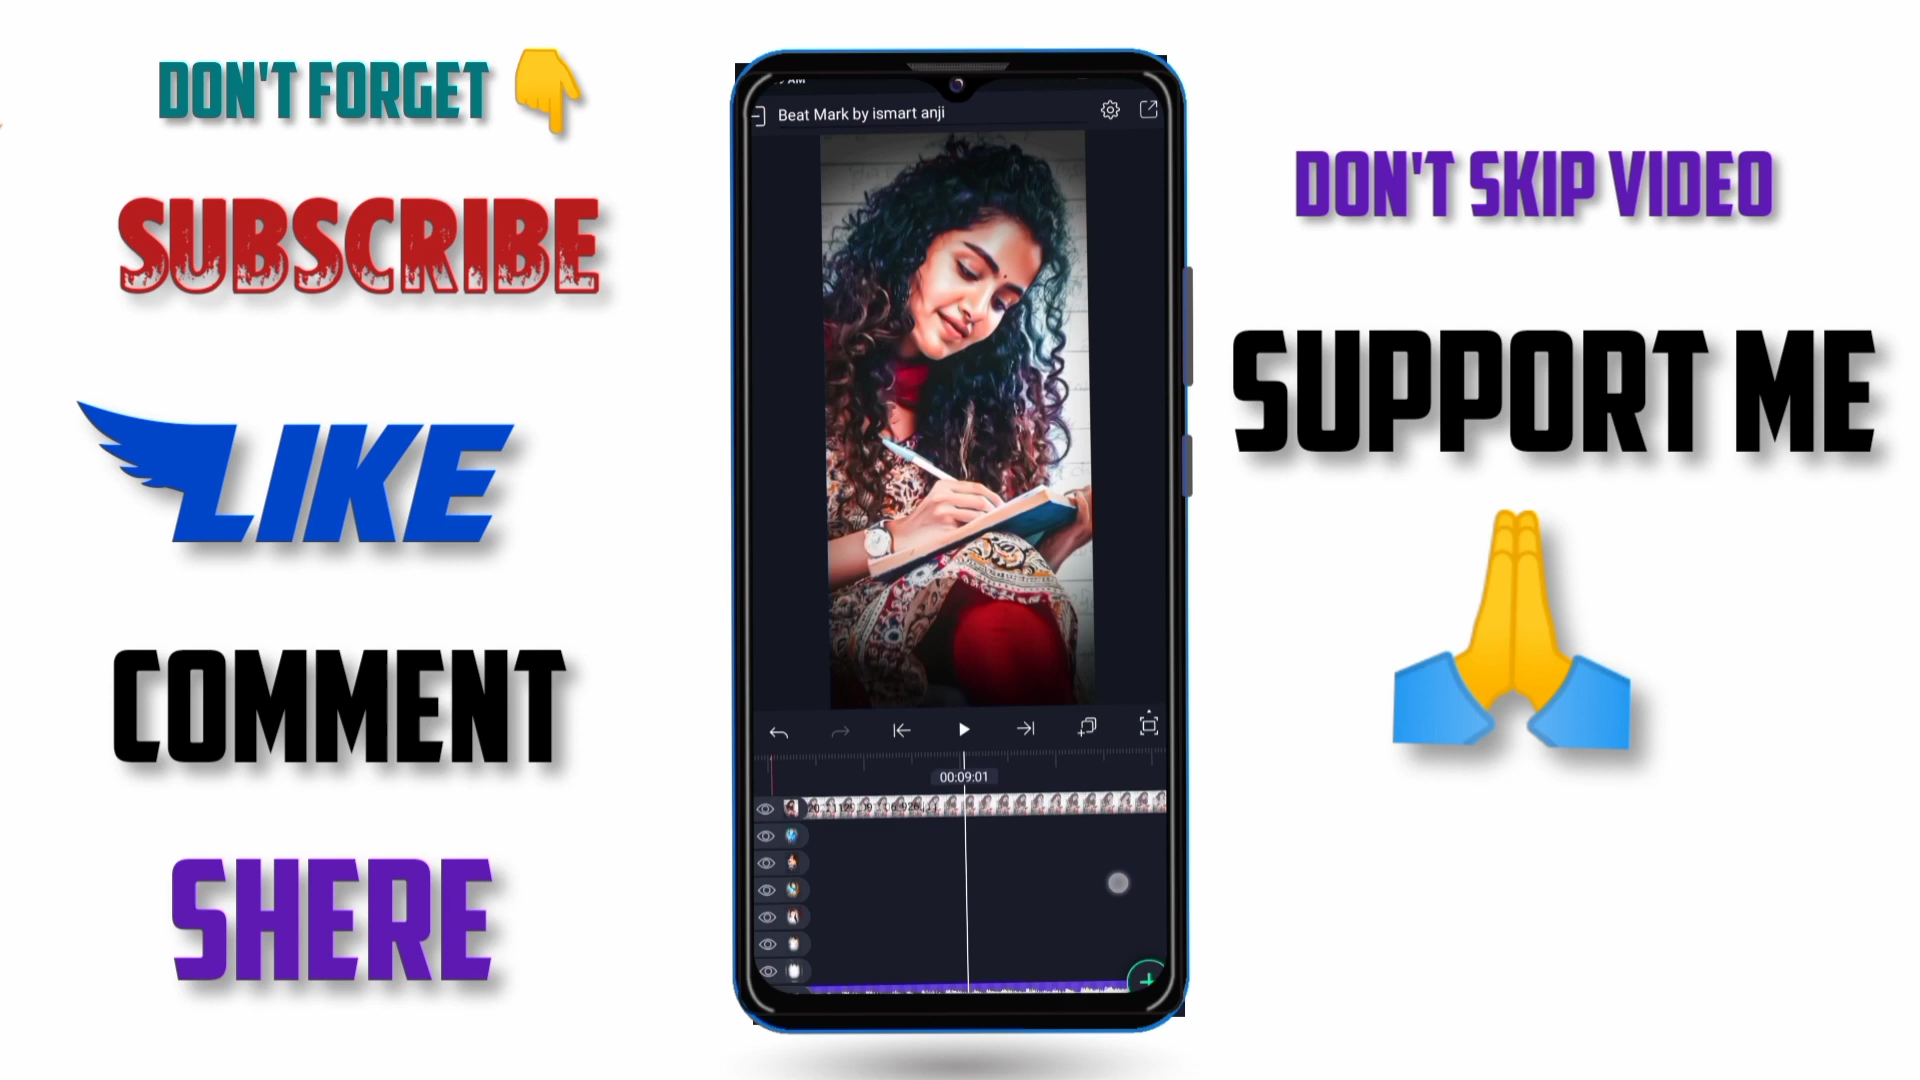 DON'T FORGET
SUBSCRIBE
LIKE
COMMENT
SHERE
AM
Beat Mark by ismart anji
00:09:01
DON'T SKIP VIDEO
SUPPORT ME